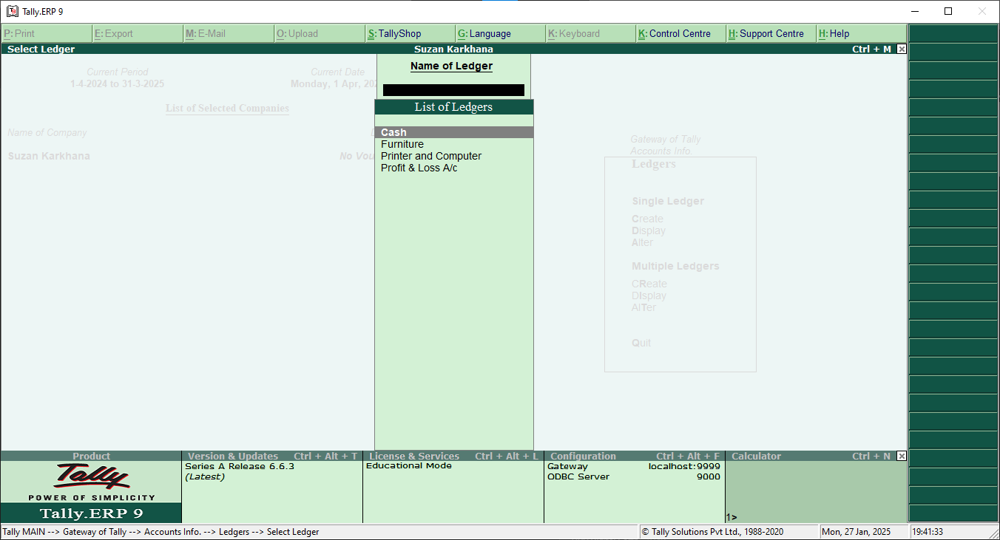 Tally.ERP 9
P: Print E: Export M: E-Mail O: Upload S: TallyShop G: Language K: Keyboard K: Control Centre H: Support Centre H: Help
Select Ledger Suzan Karkhana Ctrl + M
Name of Ledger
Current Period Current Date
1-4-2024 to 31-3-2025 Monday, 1 Apr, 202
List of Selected Companies
List of Ledgers
Name of Company
Cash
Furniture
Printer and Computer
Profit & Loss A/c
Suzan Karkhana No Vou
Gateway of Tally
Accounts Info.
Ledgers
Single Ledger
Create
Display
Alter
Multiple Ledgers
CReate
DIsplay
AlTer
Quit
Product
Tally
POWER OF SIMPLICITY
Tally.ERP 9
Version & Updates Ctrl + Alt + T
Series A Release 6.6.3
(Latest)
License & Services Ctrl + Alt + L
Educational Mode
Configuration Ctrl + Alt + F
Gateway localhost:9999
ODBC Server 9000
Calculator Ctrl + N
1>
Tally MAIN --> Gateway of Tally --> Accounts Info. --> Ledgers --> Select Ledger © Tally Solutions Pvt Ltd., 1988-2020 Mon, 27 Jan, 2025 19:41:33